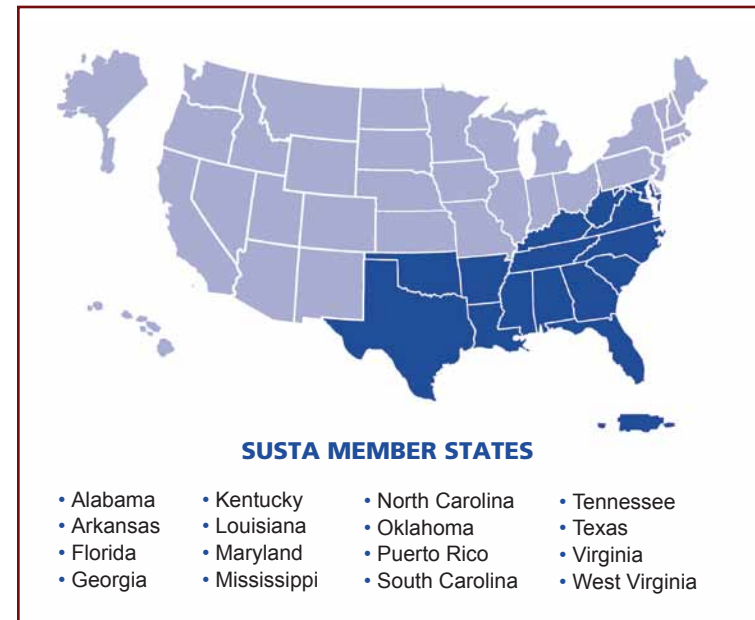 SUSTA MEMBER STATES
• Alabama
• Arkansas
• Florida
• Georgia
• Kentucky
• Louisiana
• Maryland
• Mississippi
• North Carolina
• Oklahoma
• Puerto Rico
• South Carolina
• Tennessee
• Texas
• Virginia
• West Virginia